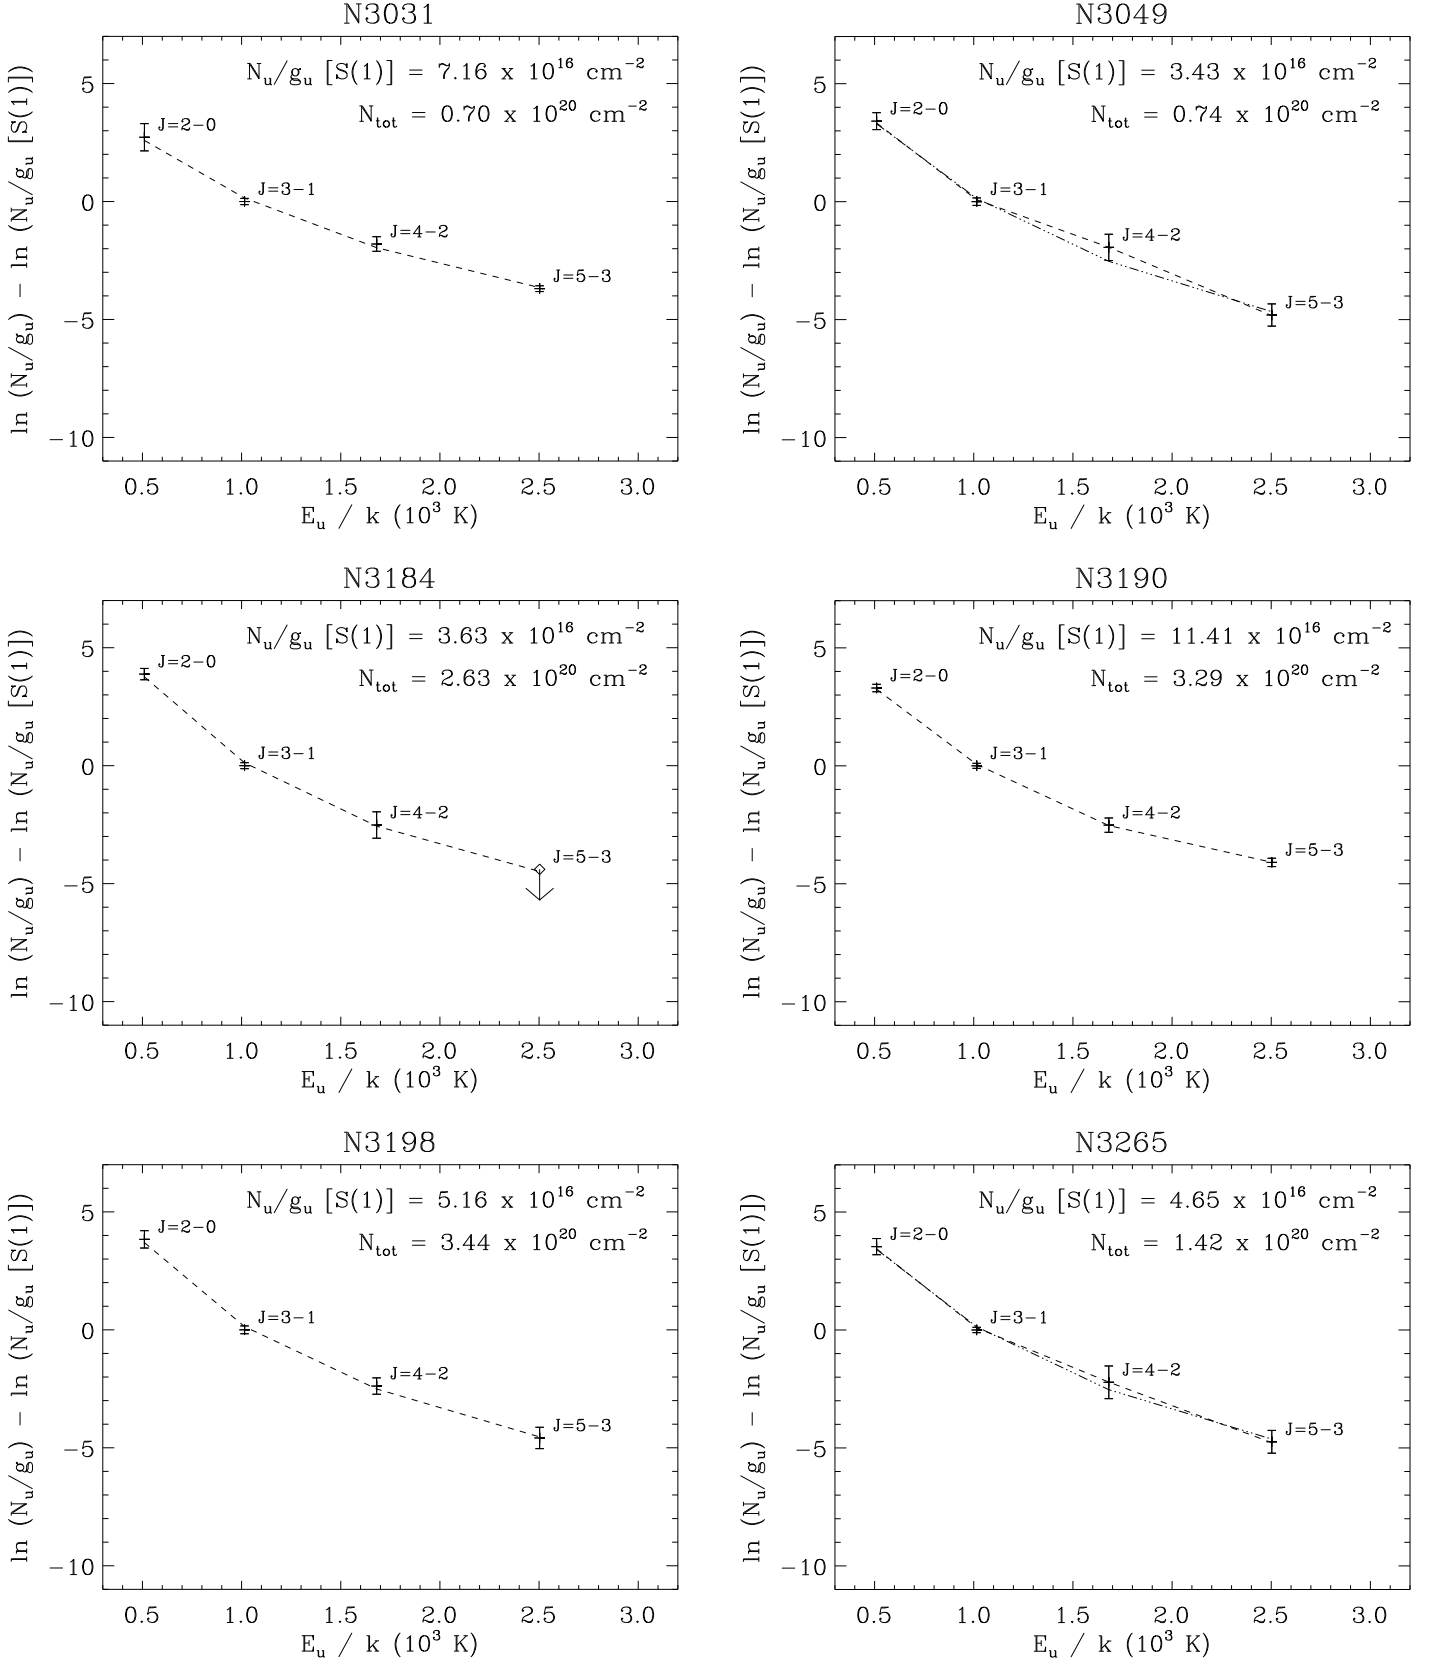 N3031
N_u/g_u [S(1)] = 7.16 x 10^16 cm^-2
N_tot = 0.70 x 10^20 cm^-2
J=2-0
J=3-1
J=4-2
J=5-3
5
0
-5
-10
ln (N_u/g_u) - ln (N_u/g_u [S(1)])
0.5 1.0 1.5 2.0 2.5 3.0
E_u / k (10^3 K)
N3049
N_u/g_u [S(1)] = 3.43 x 10^16 cm^-2
N_tot = 0.74 x 10^20 cm^-2
J=2-0
J=3-1
J=4-2
J=5-3
5
0
-5
-10
ln (N_u/g_u) - ln (N_u/g_u [S(1)])
0.5 1.0 1.5 2.0 2.5 3.0
E_u / k (10^3 K)
N3184
N_u/g_u [S(1)] = 3.63 x 10^16 cm^-2
N_tot = 2.63 x 10^20 cm^-2
J=2-0
J=3-1
J=4-2
J=5-3
5
0
-5
-10
ln (N_u/g_u) - ln (N_u/g_u [S(1)])
0.5 1.0 1.5 2.0 2.5 3.0
E_u / k (10^3 K)
N3190
N_u/g_u [S(1)] = 11.41 x 10^16 cm^-2
N_tot = 3.29 x 10^20 cm^-2
J=2-0
J=3-1
J=4-2
J=5-3
5
0
-5
-10
ln (N_u/g_u) - ln (N_u/g_u [S(1)])
0.5 1.0 1.5 2.0 2.5 3.0
E_u / k (10^3 K)
N3198
N_u/g_u [S(1)] = 5.16 x 10^16 cm^-2
N_tot = 3.44 x 10^20 cm^-2
J=2-0
J=3-1
J=4-2
J=5-3
5
0
-5
-10
ln (N_u/g_u) - ln (N_u/g_u [S(1)])
0.5 1.0 1.5 2.0 2.5 3.0
E_u / k (10^3 K)
N3265
N_u/g_u [S(1)] = 4.65 x 10^16 cm^-2
N_tot = 1.42 x 10^20 cm^-2
J=2-0
J=3-1
J=4-2
J=5-3
5
0
-5
-10
ln (N_u/g_u) - ln (N_u/g_u [S(1)])
0.5 1.0 1.5 2.0 2.5 3.0
E_u / k (10^3 K)